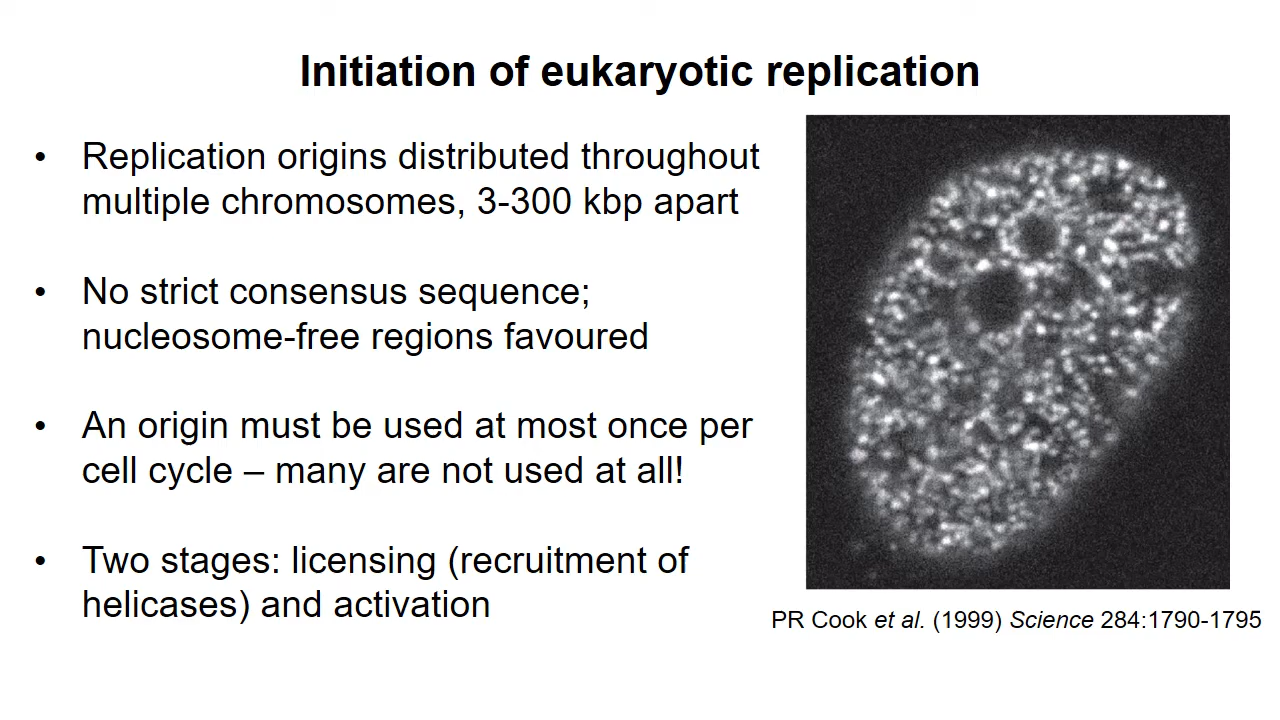 Initiation of eukaryotic replication
• Replication origins distributed throughout
multiple chromosomes, 3-300 kbp apart
• No strict consensus sequence;
nucleosome-free regions favoured
• An origin must be used at most once per
cell cycle – many are not used at all!
• Two stages: licensing (recruitment of
helicases) and activation
PR Cook et al. (1999) Science 284:1790-1795